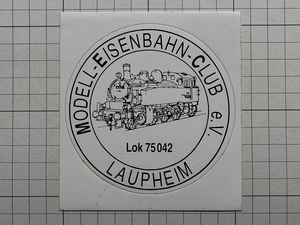 MODELL-EISENBAHN-CLUB e.V.
Lok 75042
LAUPHEIM